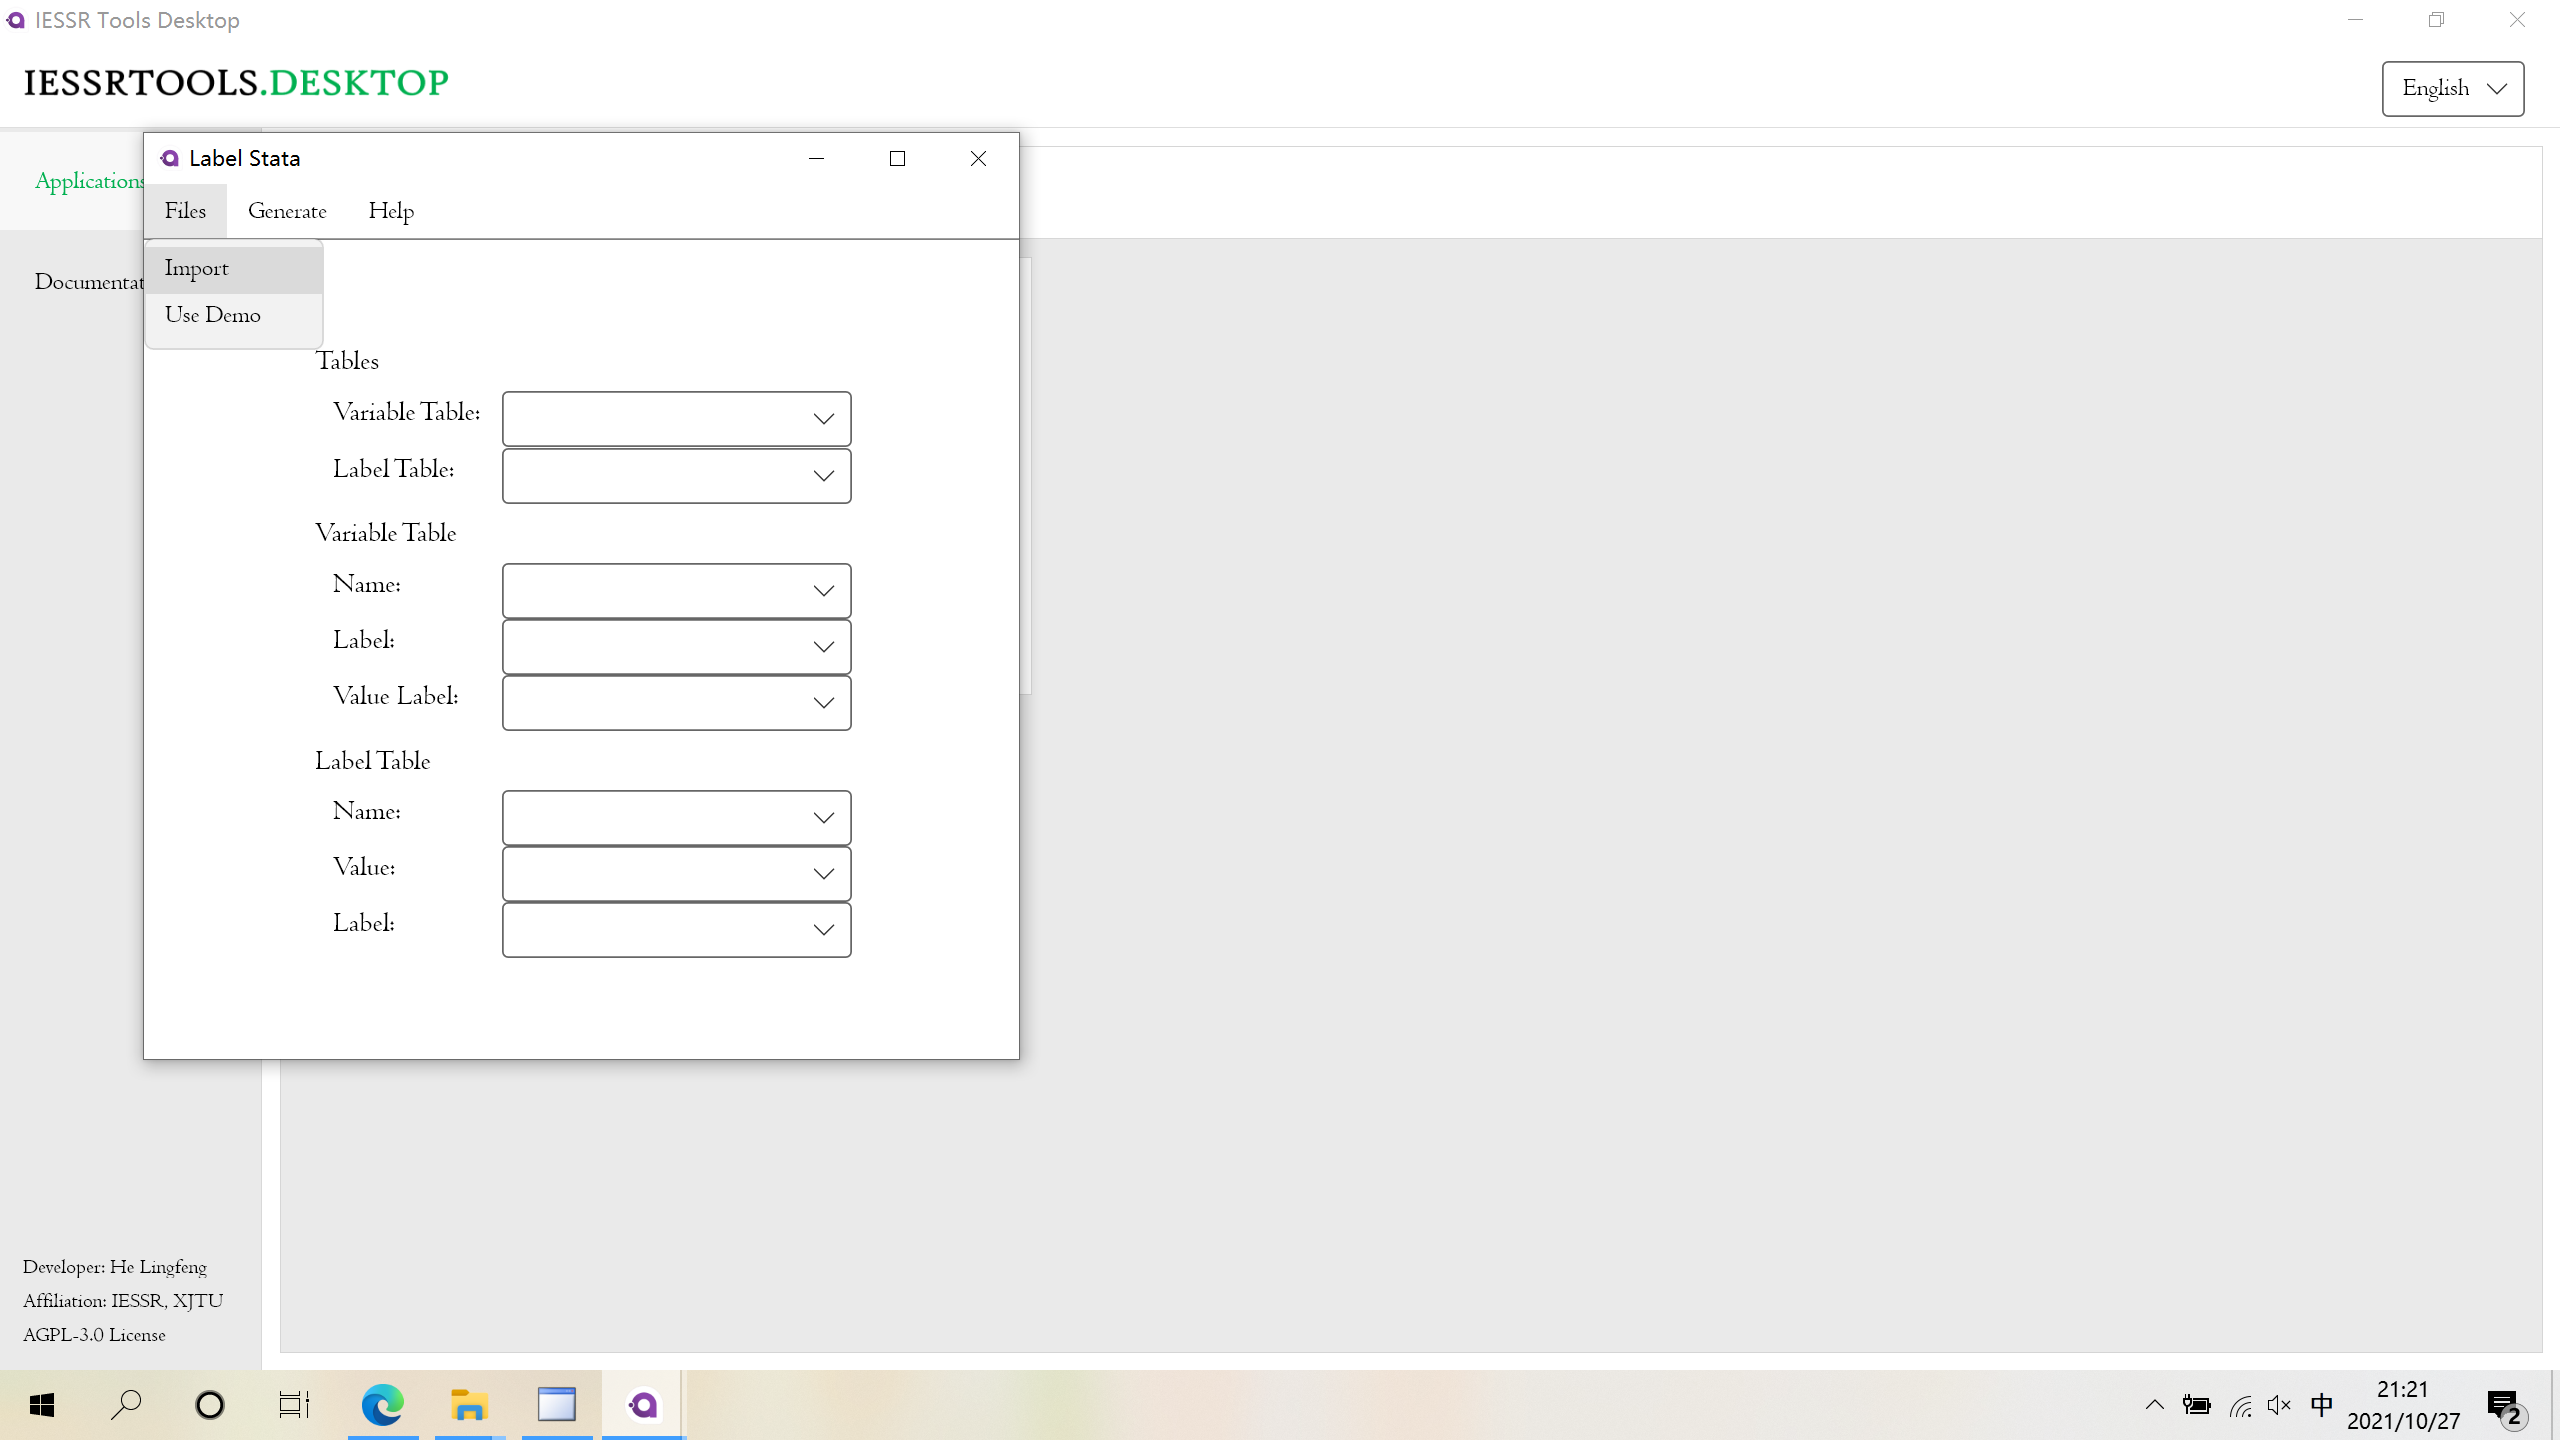 IESSR Tools Desktop
IESSRTOOLS.DESKTOP
English
Applications
Label Stata
Files Generate Help
Import
Use Demo
Documentat
Tables
Variable Table:
Label Table:
Variable Table
Name:
Label:
Value Label:
Label Table
Name:
Value:
Label:
Developer: He Lingfeng
Affiliation: IESSR, XJTU
AGPL-3.0 License
中
21:21
2021/10/27
2